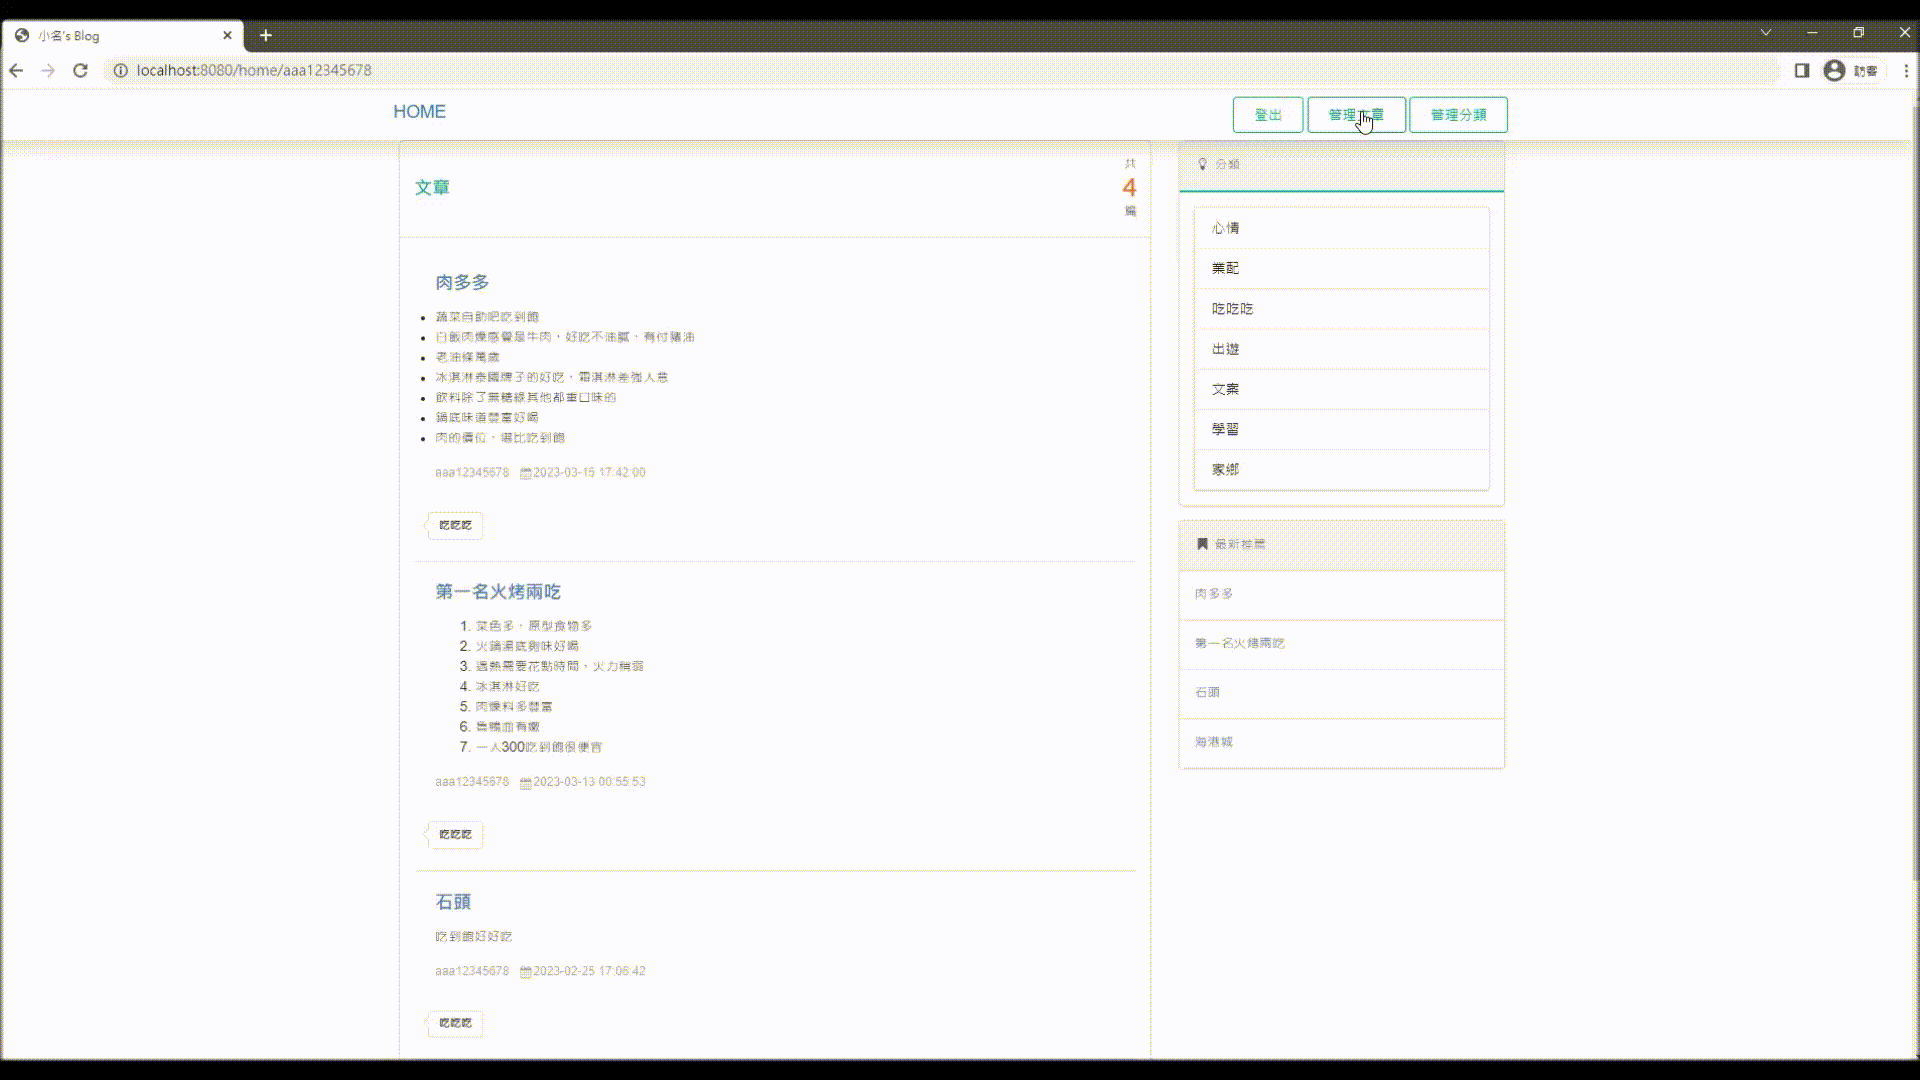 小名's Blog
localhost:8080/home/aaa12345678
訪客
HOME
登出
管理文章
管理分類
文章
共
4
篇
肉多多
蔬菜自助吧吃到飽
白飯肉燥感覺是牛肉，好吃不油膩、有付豬油
老油條萬歲
冰淇淋泰國牌子的好吃，霜淇淋差強人意
飲料除了無糖綠其他都重口味的
鍋底味道豐富好喝
肉的價位，堪比吃到飽
aaa12345678 2023-03-15 17:42:00
吃吃吃
第一名火烤兩吃
1. 菜色多，原型食物多
2. 火鍋湯底夠味好喝
3. 遇熱需要花點時間，火力稍弱
4. 冰淇淋好吃
5. 肉燥料多豐富
6. 魯鴨血有嫩
7. 一人300吃到飽很便宜
aaa12345678 2023-03-13 00:55:53
吃吃吃
石頭
吃到飽好好吃
aaa12345678 2023-02-25 17:06:42
吃吃吃
分類
心情
業配
吃吃吃
出遊
文案
學習
家鄉
最新推薦
肉多多
第一名火烤兩吃
石頭
海港城